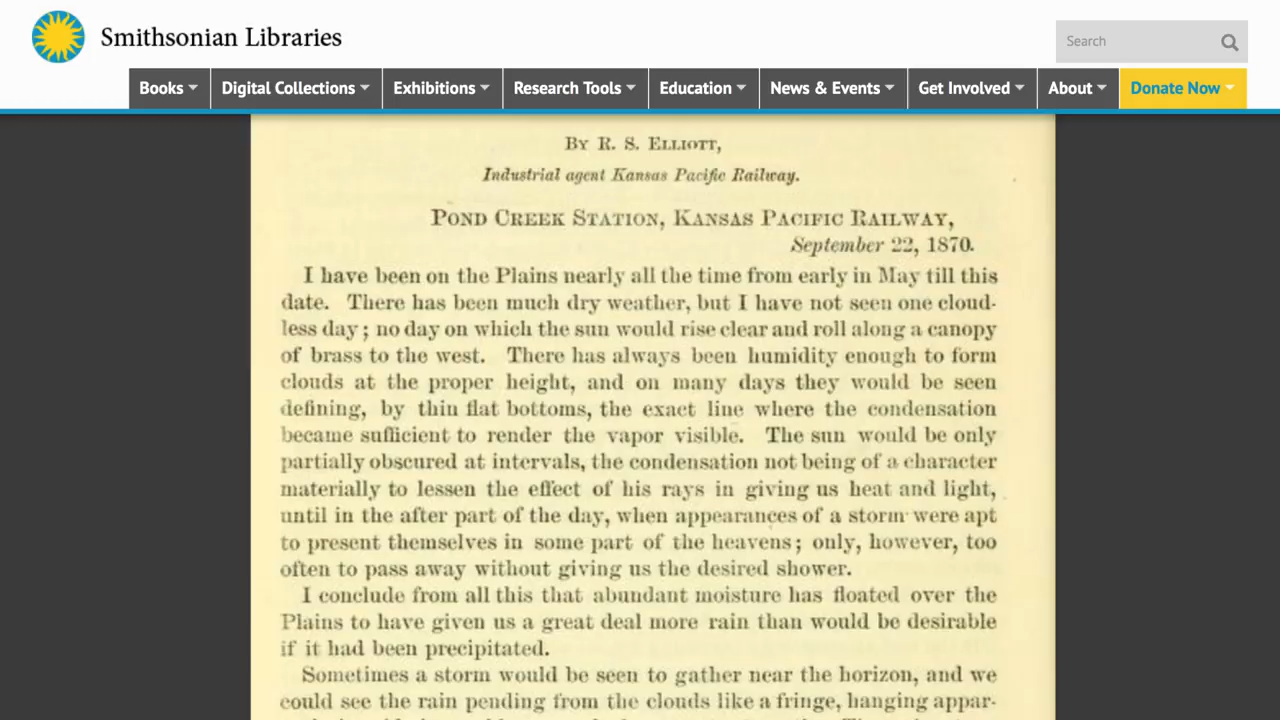 Smithsonian Libraries
Search
Books
Digital Collections
Exhibitions
Research Tools
Education
News & Events
Get Involved
About
Donate Now
By R. S. Elliott,
Industrial agent Kansas Pacific Railway.
Pond Creek Station, Kansas Pacific Railway,
September 22, 1870.
I have been on the Plains nearly all the time from early in May till this
date. There has been much dry weather, but I have not seen one cloud-
less day; no day on which the sun would rise clear and roll along a canopy
of brass to the west. There has always been humidity enough to form
clouds at the proper height, and on many days they would be seen
defining, by thin flat bottoms, the exact line where the condensation
became sufficient to render the vapor visible. The sun would be only
partially obscured at intervals, the condensation not being of a character
materially to lessen the effect of his rays in giving us heat and light,
until in the after part of the day, when appearances of a storm were apt
to present themselves in some part of the heavens; only, however, too
often to pass away without giving us the desired shower.
I conclude from all this that abundant moisture has floated over the
Plains to have given us a great deal more rain than would be desirable
if it had been precipitated.
Sometimes a storm would be seen to gather near the horizon, and we
could see the rain pending from the clouds like a fringe, hanging appar-